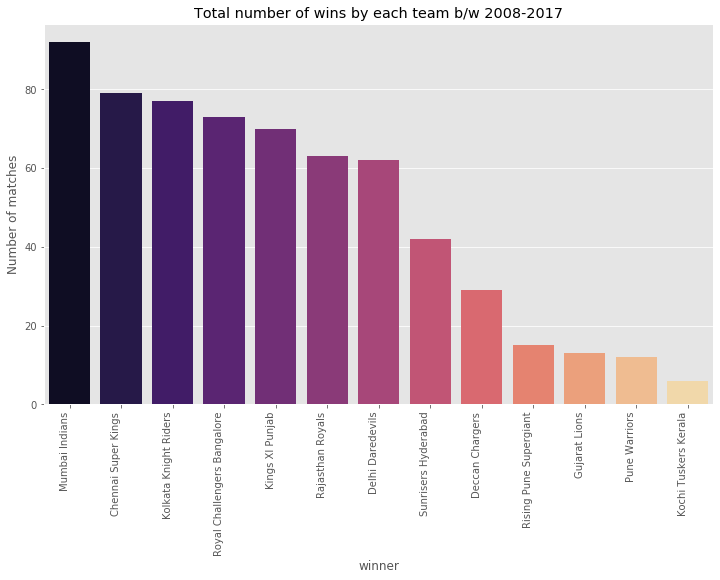 Total number of wins by each team b/w 2008-2017
Number of matches
80
60
40
20
0
Mumbai Indians
Chennai Super Kings
Kolkata Knight Riders
Royal Challengers Bangalore
Kings XI Punjab
Rajasthan Royals
Delhi Daredevils
Sunrisers Hyderabad
Deccan Chargers
Rising Pune Supergiant
Gujarat Lions
Pune Warriors
Kochi Tuskers Kerala
winner